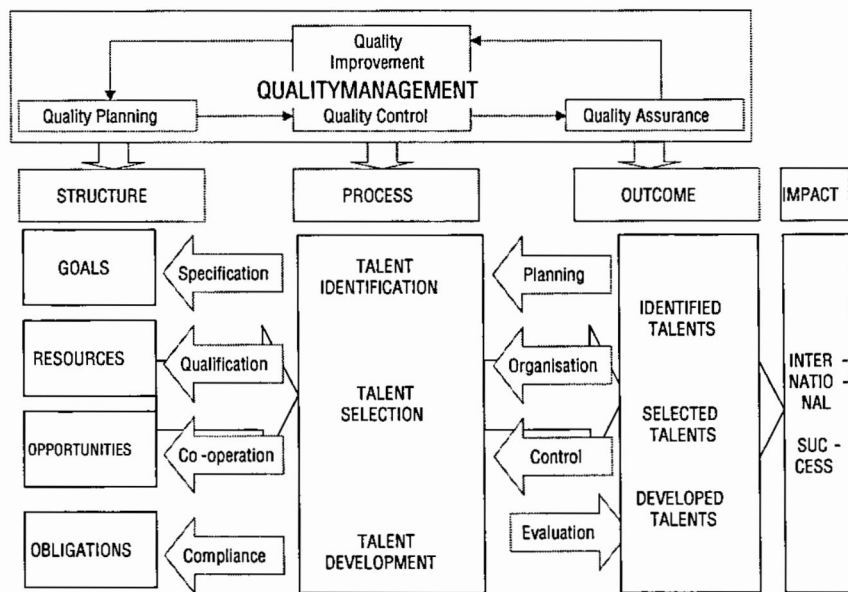 Quality
Improvement
QUALITYMANAGEMENT
Quality Planning
Quality Control
Quality Assurance
STRUCTURE
PROCESS
OUTCOME
IMPACT
GOALS
RESOURCES
OPPORTUNITIES
OBLIGATIONS
Specification
Qualification
Co -operation
Compliance
TALENT
IDENTIFICATION
TALENT
SELECTION
TALENT
DEVELOPMENT
Planning
Organisation
Control
Evaluation
IDENTIFIED
TALENTS
SELECTED
TALENTS
DEVELOPED
TALENTS
INTER -
NATIO -
NAL
SUC -
CESS